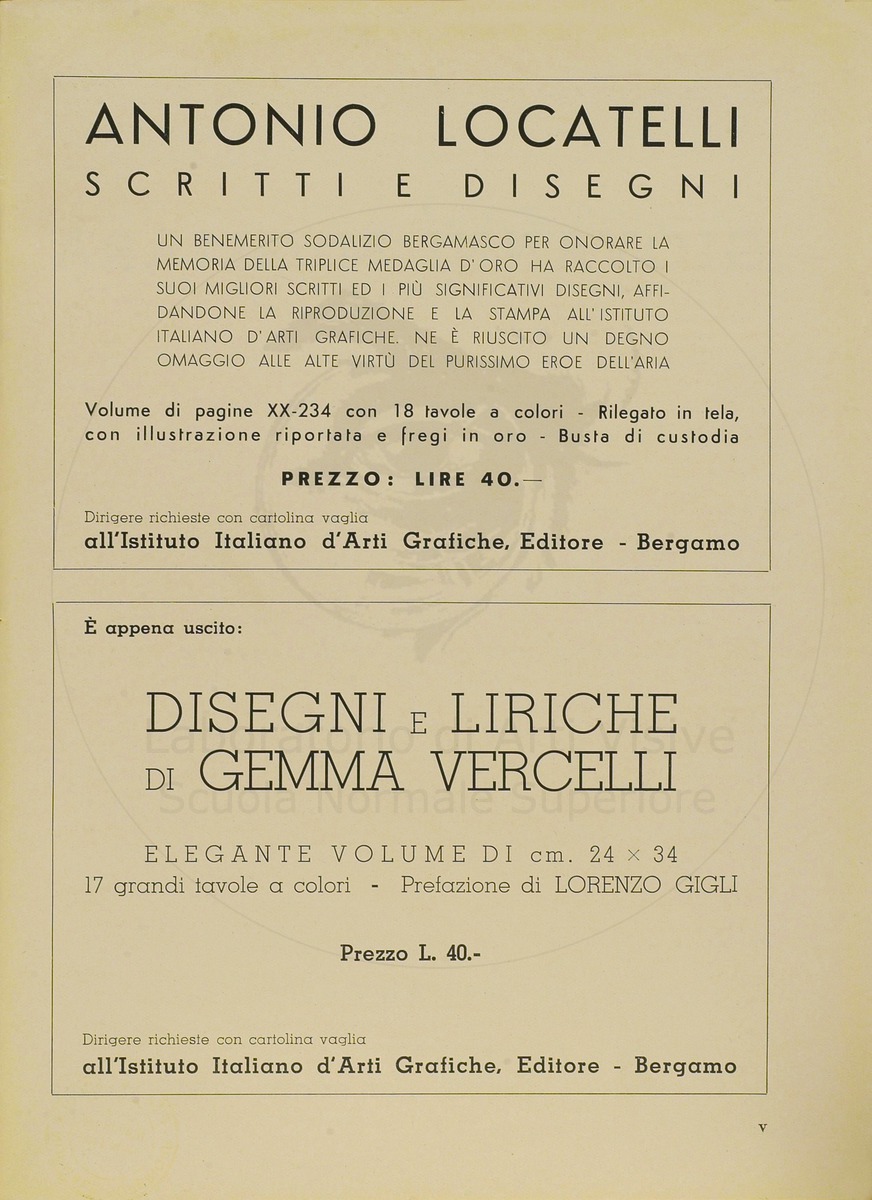 ANTONIO LOCATELLI
SCRITTI E DISEGNI
UN BENEMERITO SODALIZIO BERGAMASCO PER ONORARE LA
MEMORIA DELLA TRIPLICE MEDAGLIA D'ORO HA RACCOLTO I
SUOI MIGLIORI SCRITTI ED I PIÙ SIGNIFICATIVI DISEGNI, AFFI-
DANDONE LA RIPRODUZIONE E LA STAMPA ALL'ISTITUTO
ITALIANO D'ARTI GRAFICHE. NE È RIUSCITO UN DEGNO
OMAGGIO ALLE ALTE VIRTÙ DEL PURISSIMO EROE DELL'ARIA
Volume di pagine XX-234 con 18 tavole a colori - Rilegato in tela,
con illustrazione riportata e fregi in oro - Busta di custodia
PREZZO: LIRE 40.—
Dirigere richieste con cartolina vaglia
all'Istituto Italiano d'Arti Grafiche, Editore - Bergamo
È appena uscito:
DISEGNI E LIRICHE
DI GEMMA VERCELLI
ELEGANTE VOLUME DI cm. 24 × 34
17 grandi tavole a colori - Prefazione di LORENZO GIGLI
Prezzo L. 40.-
Dirigere richieste con cartolina vaglia
all'Istituto Italiano d'Arti Grafiche, Editore - Bergamo
V
Scuola Normale Superiore